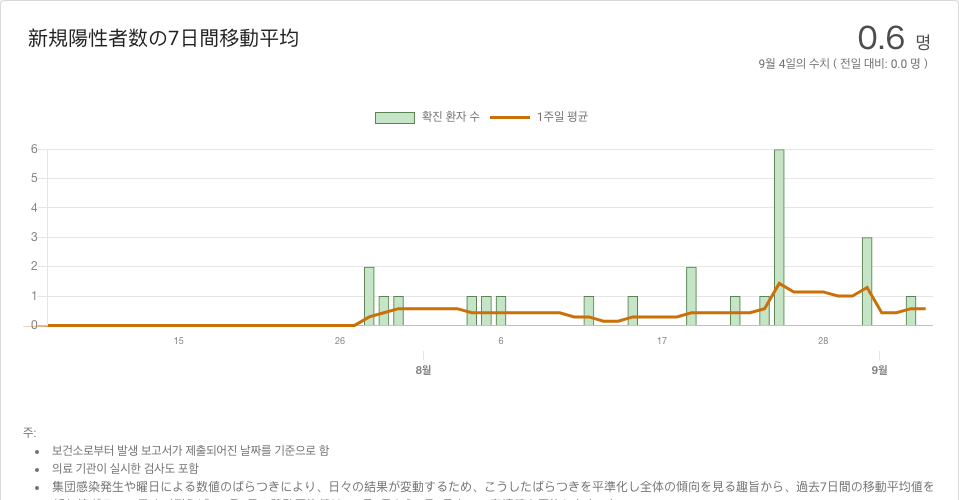 新規陽性者数の7日間移動平均
0.6 名
9월 4일의 수치 ( 전일 대비: 0.0 명 )
확진 환자 수 1주일 평균
6
5
4
3
2
1
0
15 26 6 17 28
8월 9월
주:
보건소로부터 발생 보고서가 제출되어진 날짜를 기준으로 함
의료 기관이 실시한 검사도 포함
集団感染発生や曜日による数値のばらつきにより、日々の結果が変動するため、こうしたばらつきを平準化し全体の傾向を見る趣旨から、過去7日間の移動平均値を